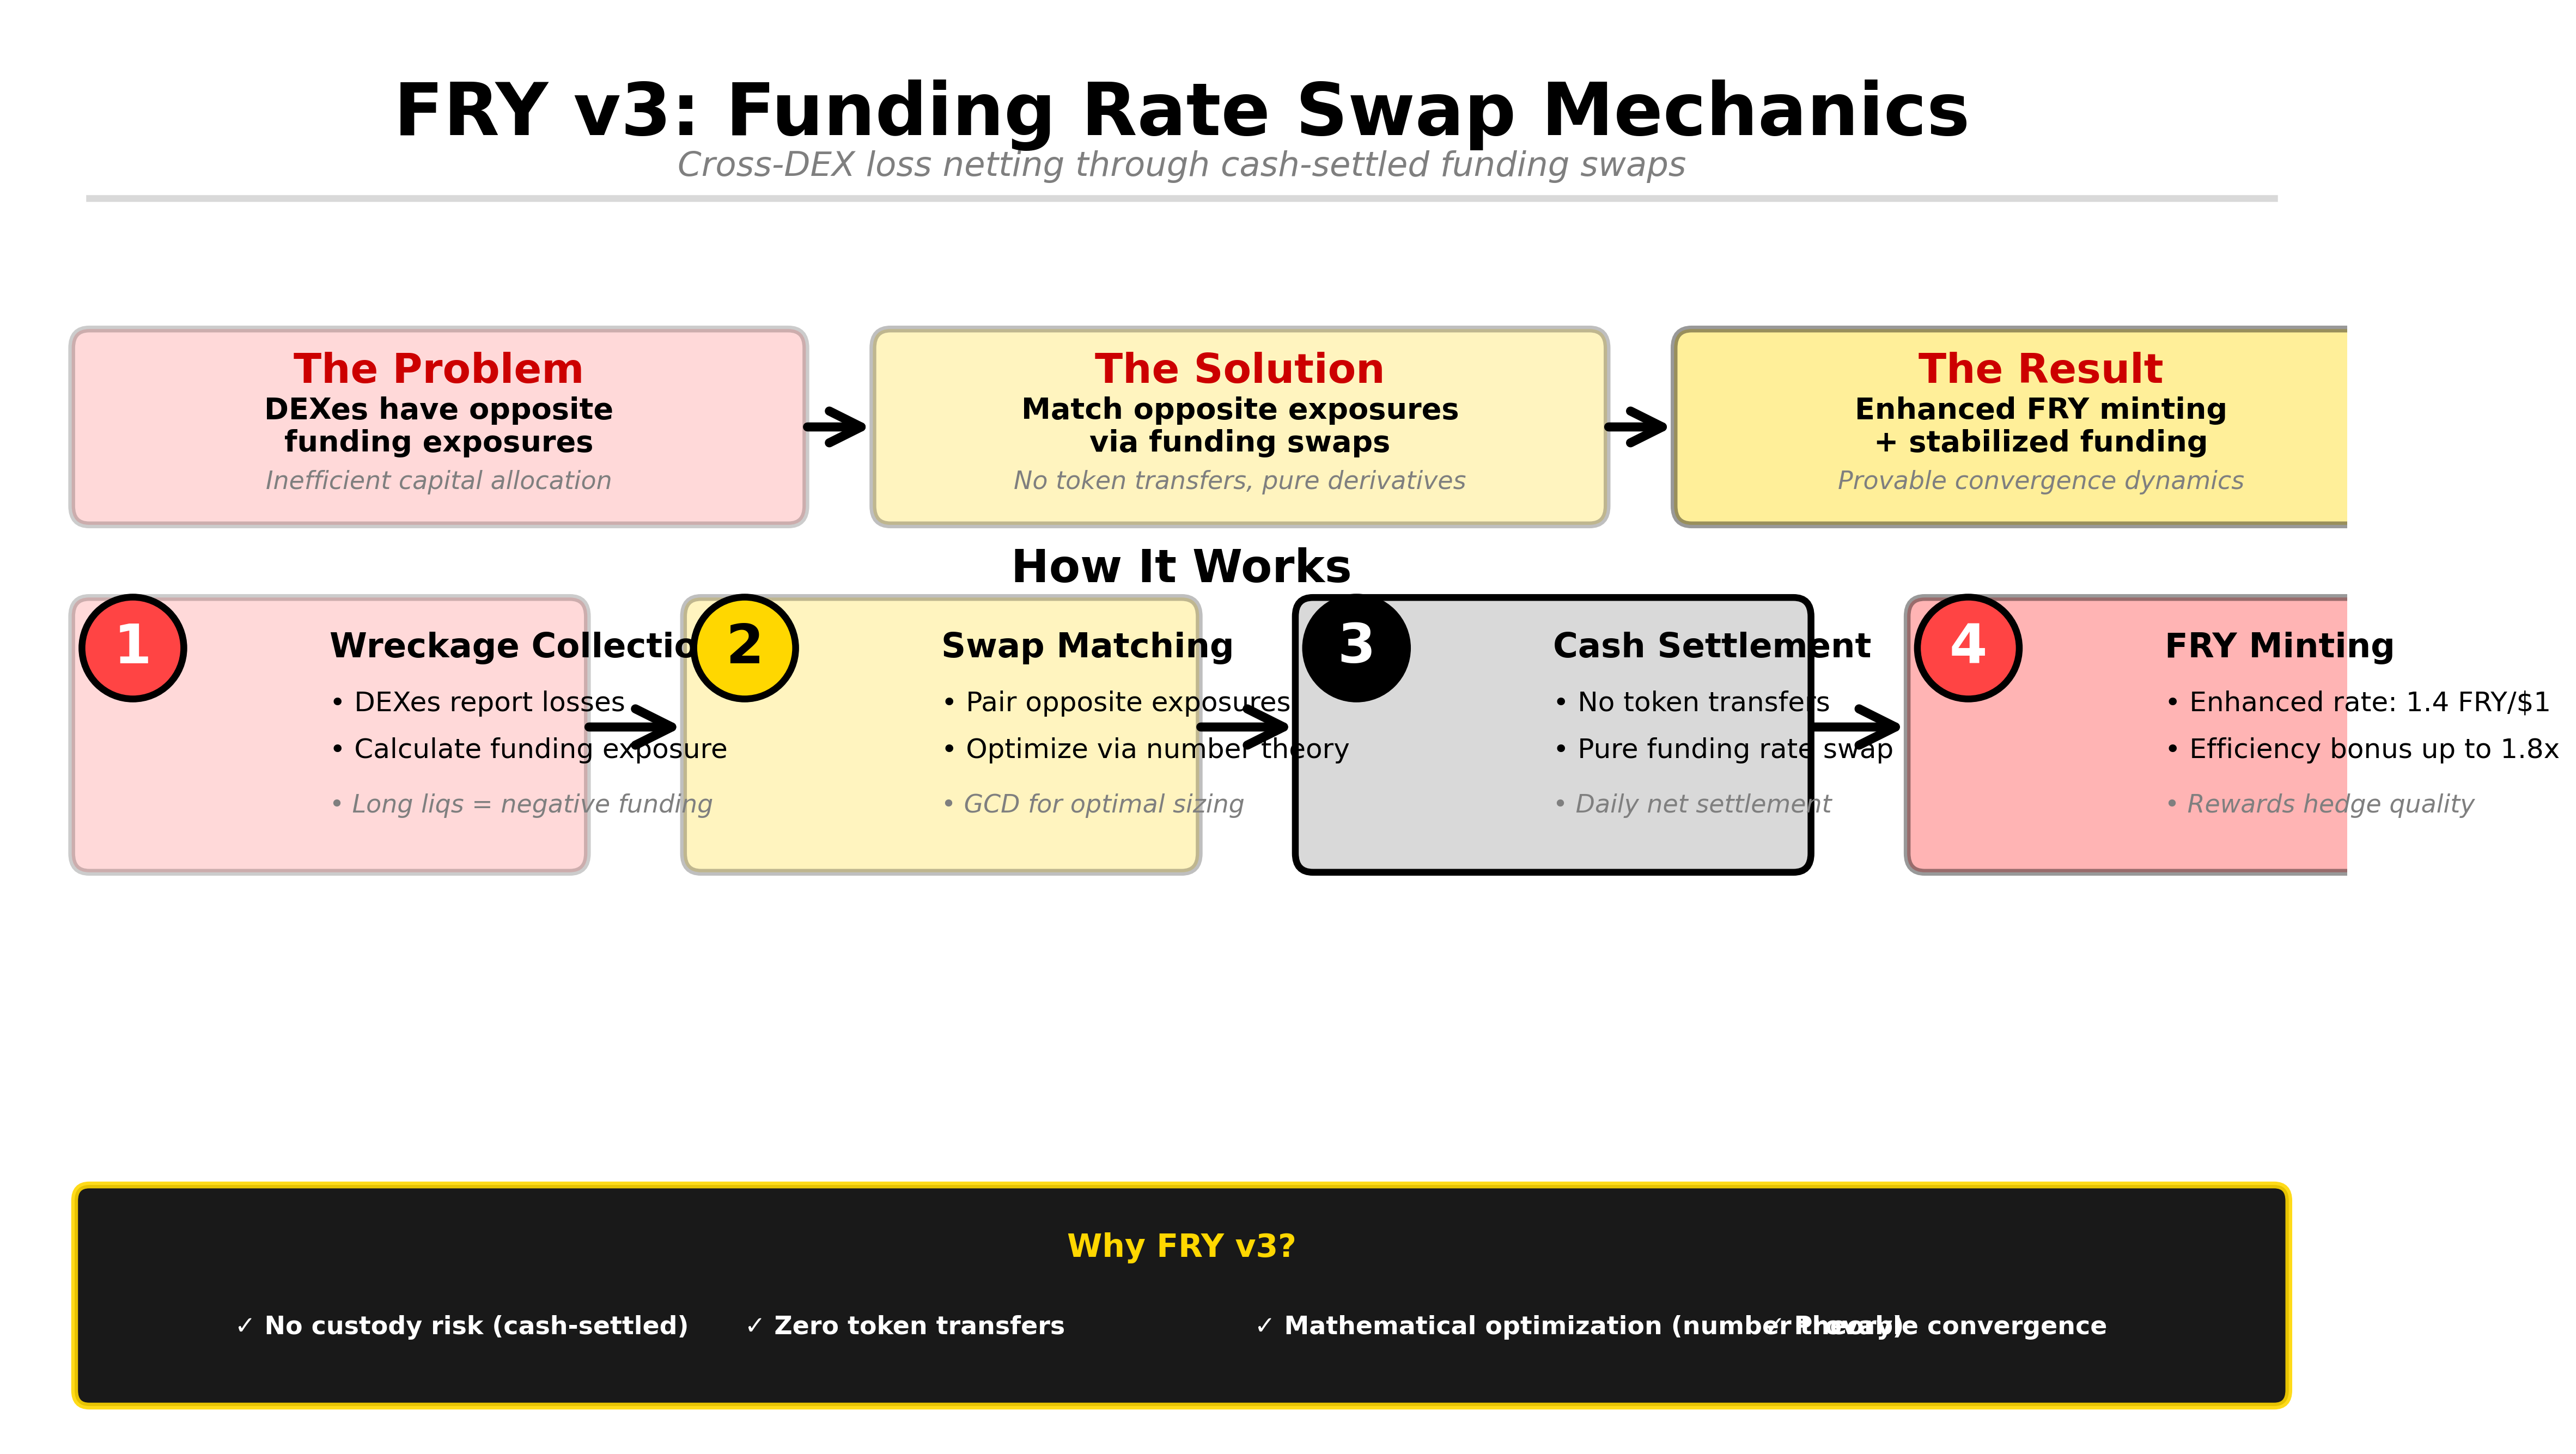 FRY v3: Funding Rate Swap Mechanics
Cross-DEX loss netting through cash-settled funding swaps
The Problem
DEXes have opposite
funding exposures
Inefficient capital allocation
The Solution
Match opposite exposures
via funding swaps
No token transfers, pure derivatives
The Result
Enhanced FRY minting
+ stabilized funding
Provable convergence dynamics
How It Works
1
Wreckage Collectio
• DEXes report losses
• Calculate funding exposure
• Long liqs = negative funding
2
Swap Matching
• Pair opposite exposures
• Optimize via number theory
• GCD for optimal sizing
3
Cash Settlement
• No token transfers
• Pure funding rate swap
• Daily net settlement
4
FRY Minting
• Enhanced rate: 1.4 FRY/$1
• Efficiency bonus up to 1.8x
• Rewards hedge quality
Why FRY v3?
✓ No custody risk (cash-settled)
✓ Zero token transfers
✓ Mathematical optimization (number theory)
✓ Provable convergence